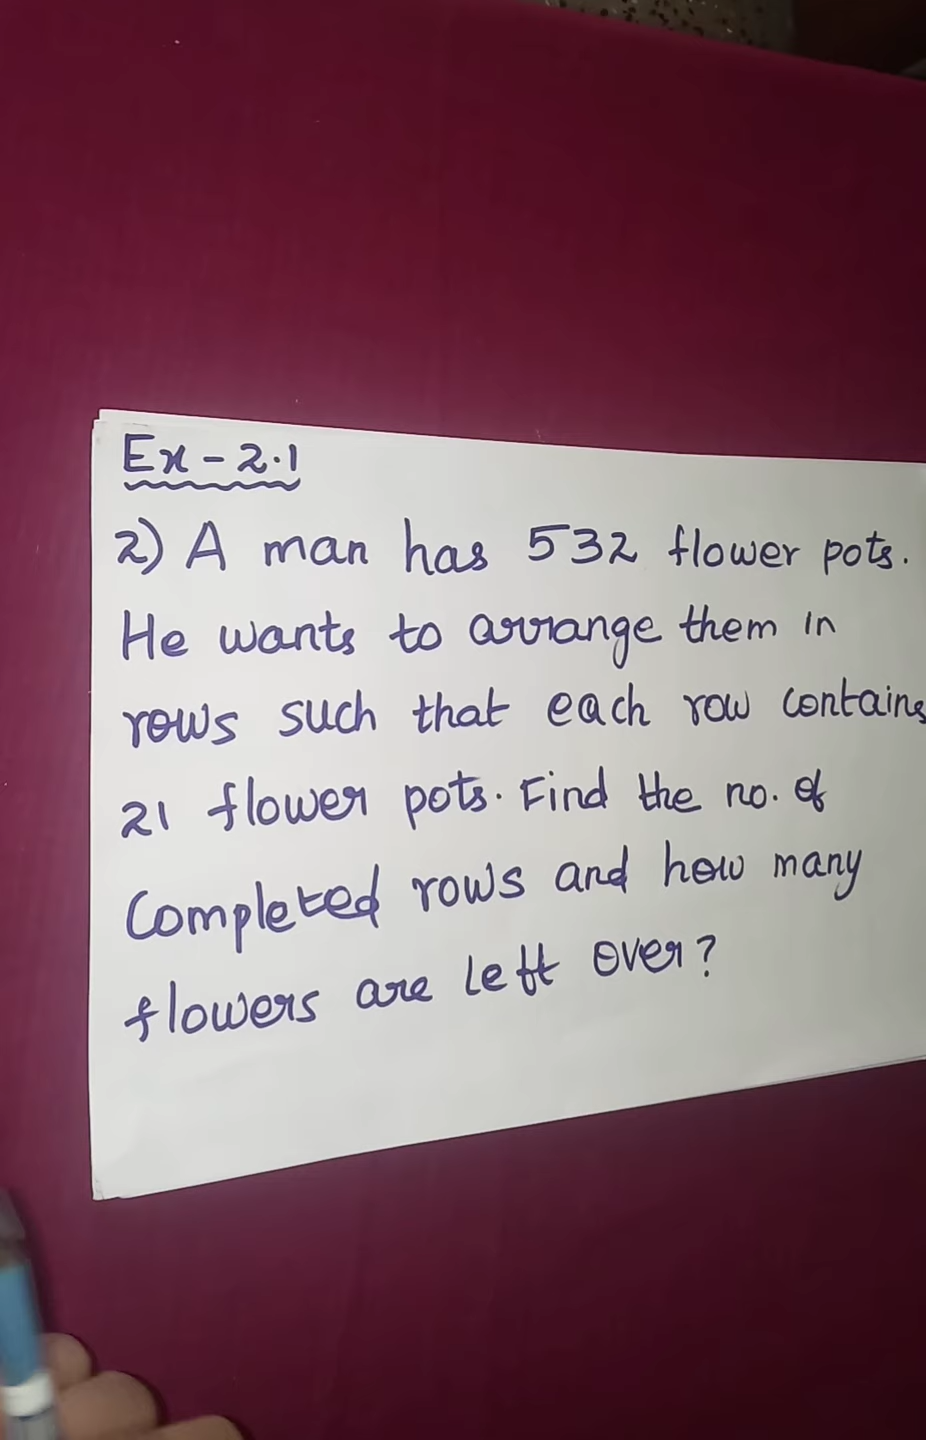 Ex - 2.1
2) A man has 532 flower pots.
He wants to arrange them in
rows such that each row contains
21 flower pots. Find the no. of
Completed rows and how many
flowers are left over?